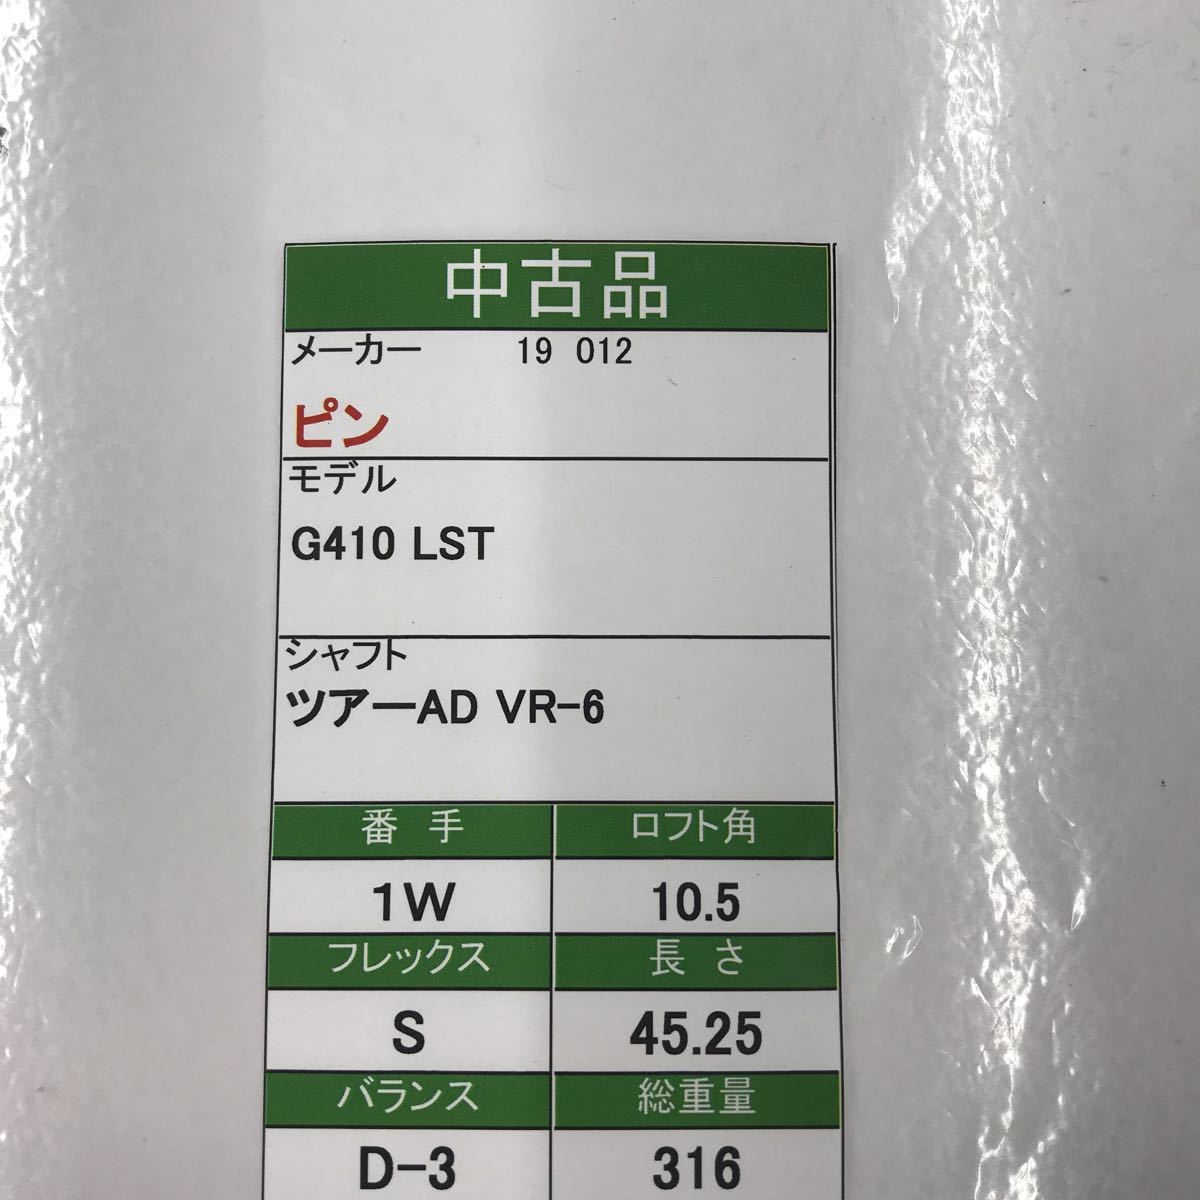 中古品
メーカー 19 012
ピン
モデル
G410 LST
シャフト
ツアーAD VR-6
番 手 ロフト角
1W 10.5
フレックス 長 さ
S 45.25
バランス 総重量
D-3 316